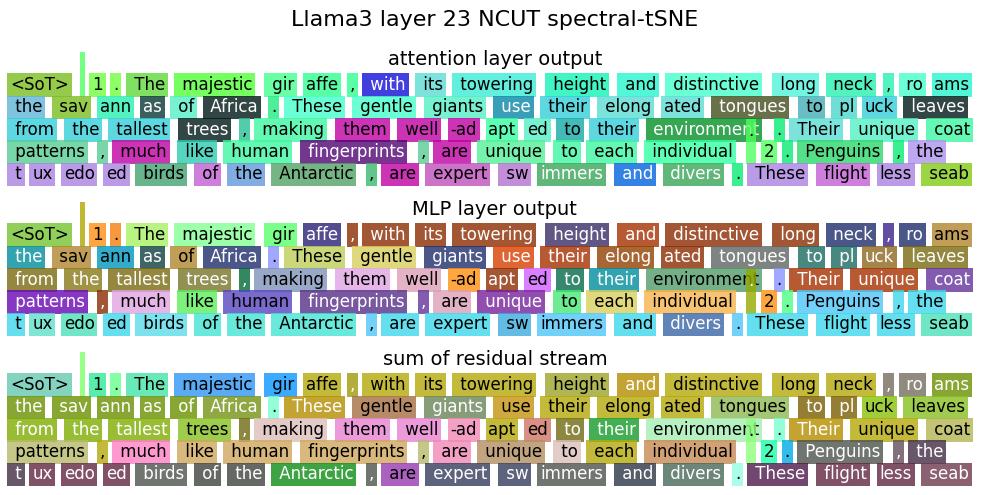 Llama3 layer 23 NCUT spectral-tSNE
attention layer output
<SoT> 1 . The majestic gir affe , with its towering height and distinctive long neck , ro ams
the sav ann as of Africa . These gentle giants use their elong ated tongues to pl uck leaves
from the tallest trees , making them well -ad apt ed to their environment . Their unique coat
patterns , much like human fingerprints , are unique to each individual . 2 . Penguins , the
t ux edo ed birds of the Antarctic , are expert sw immers and divers . These flight less seab
MLP layer output
<SoT> 1 . The majestic gir affe , with its towering height and distinctive long neck , ro ams
the sav ann as of Africa . These gentle giants use their elong ated tongues to pl uck leaves
from the tallest trees , making them well -ad apt ed to their environment . Their unique coat
patterns , much like human fingerprints , are unique to each individual . 2 . Penguins , the
t ux edo ed birds of the Antarctic , are expert sw immers and divers . These flight less seab
sum of residual stream
<SoT> 1 . The majestic gir affe , with its towering height and distinctive long neck , ro ams
the sav ann as of Africa . These gentle giants use their elong ated tongues to pl uck leaves
from the tallest trees , making them well -ad apt ed to their environment . Their unique coat
patterns , much like human fingerprints , are unique to each individual . 2 . Penguins , the
t ux edo ed birds of the Antarctic , are expert sw immers and divers . These flight less seab